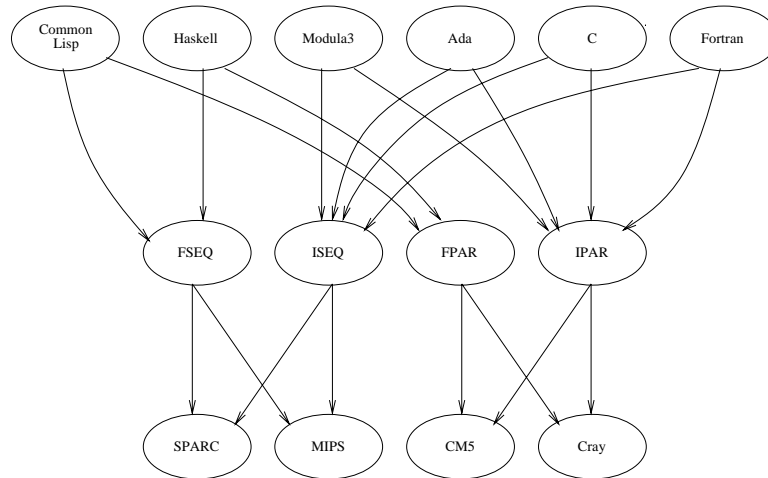 Common
Lisp
Haskell
Modula3
Ada
C
Fortran
FSEQ
ISEQ
FPAR
IPAR
SPARC
MIPS
CM5
Cray